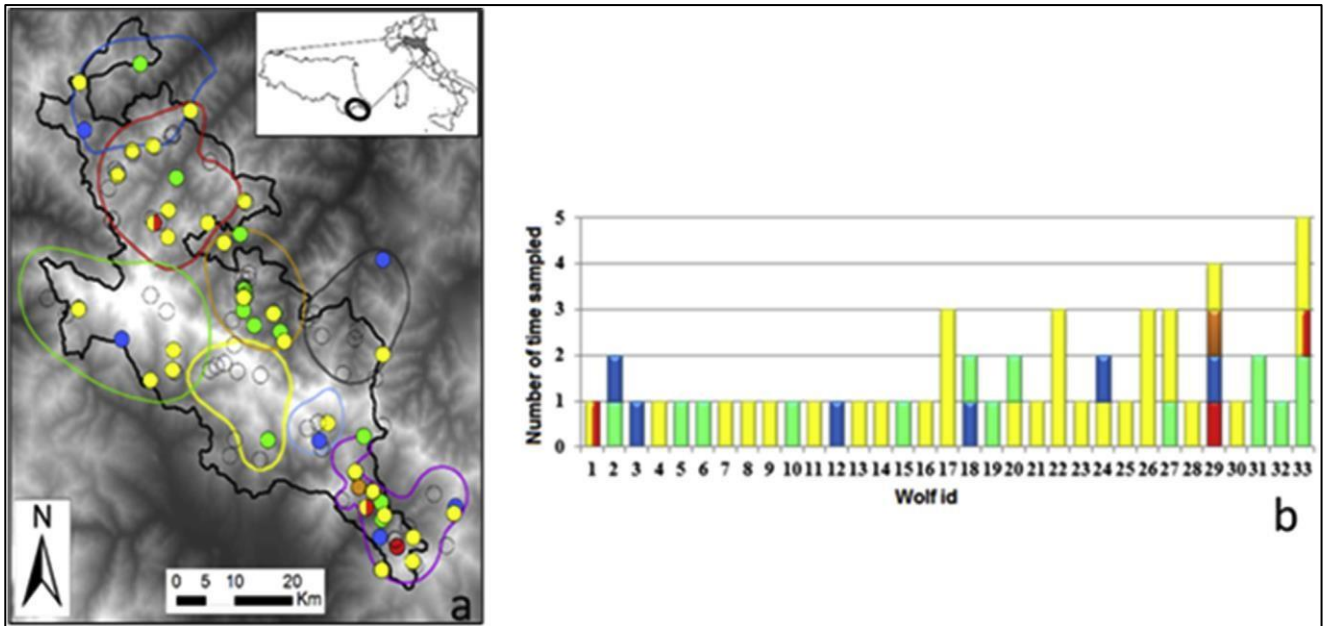 N
0 5 10 20
Km
a
Number of time sampled
5
4
3
2
1
0
1 2 3 4 5 6 7 8 9 10 11 12 13 14 15 16 17 18 19 20 21 22 23 24 25 26 27 28 29 30 31 32 33
Wolf id
b